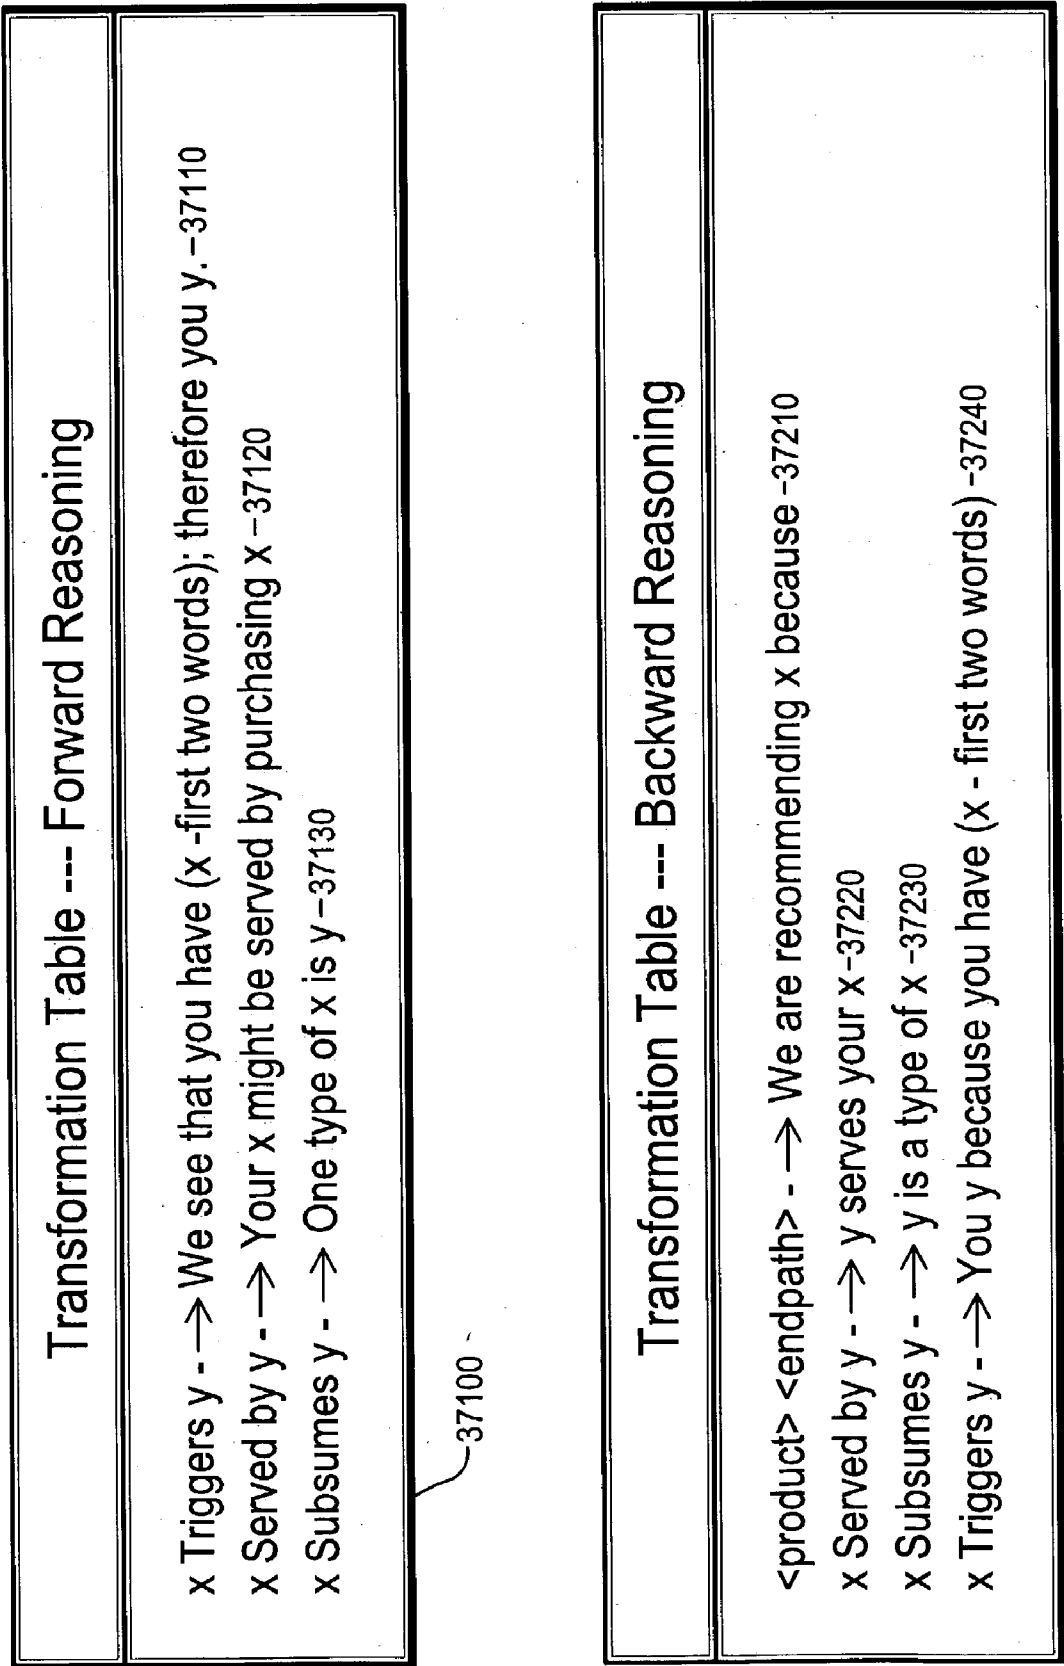 Transformation Table --- Forward Reasoning
x Triggers y - → We see that you have (x -first two words); therefore you y. -37110
x Served by y - → Your x might be served by purchasing x -37120
x Subsumes y - → One type of x is y -37130
37100
Transformation Table --- Backward Reasoning
<product> <endpath> - → We are recommending x because -37210
x Served by y - → y serves your x -37220
x Subsumes y - → y is a type of x -37230
x Triggers y - → You y because you have (x - first two words) -37240